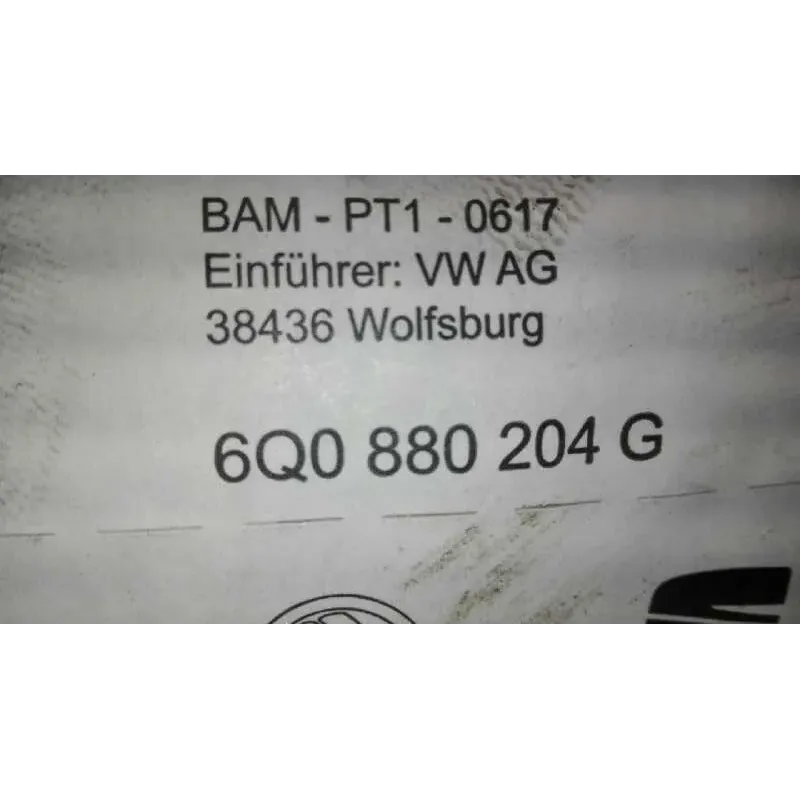 BAM - PT1 - 0617
Einführer: VW AG
38436 Wolfsburg
6Q0 880 204 G